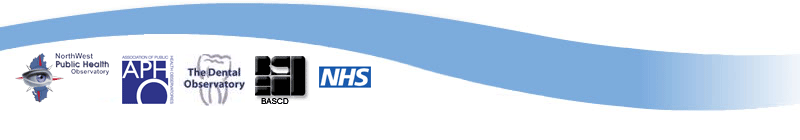 NorthWest
Public Health
Observatory
ASSOCIATION OF PUBLIC
HEALTH OBSERVATORIES
APHO
The Dental
Observatory
BASCD
NHS